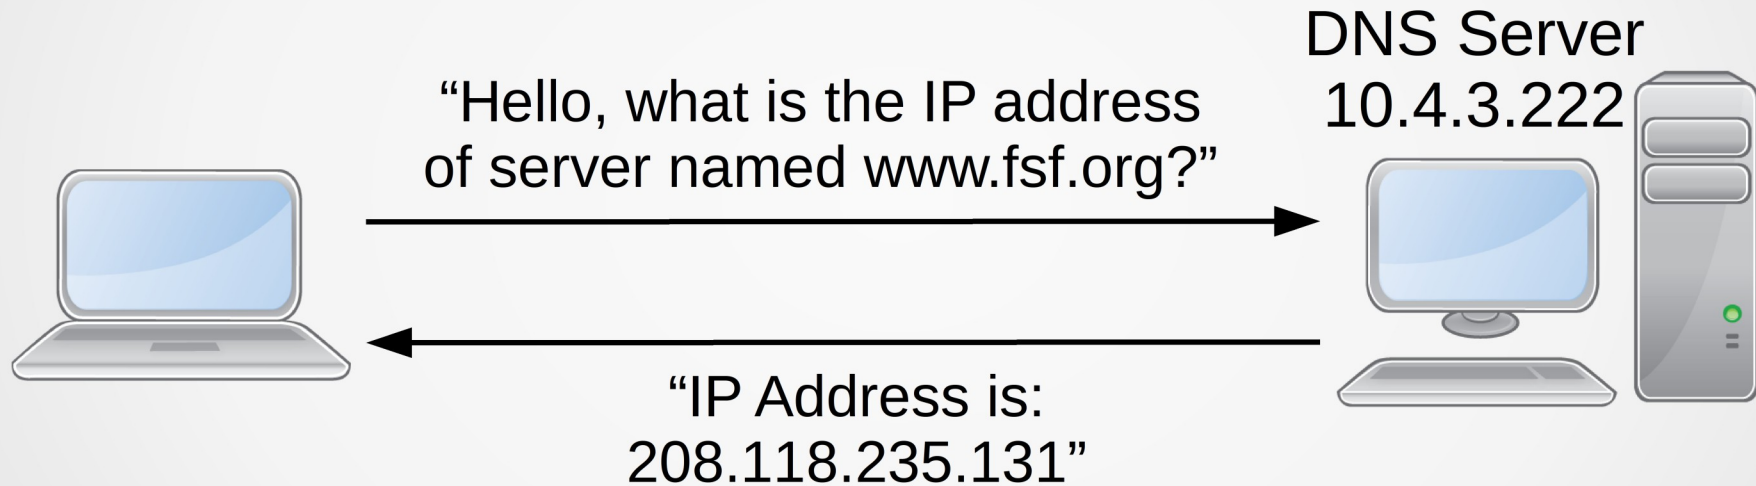 DNS Server
10.4.3.222
“Hello, what is the IP address
of server named www.fsf.org?”
“IP Address is:
208.118.235.131”